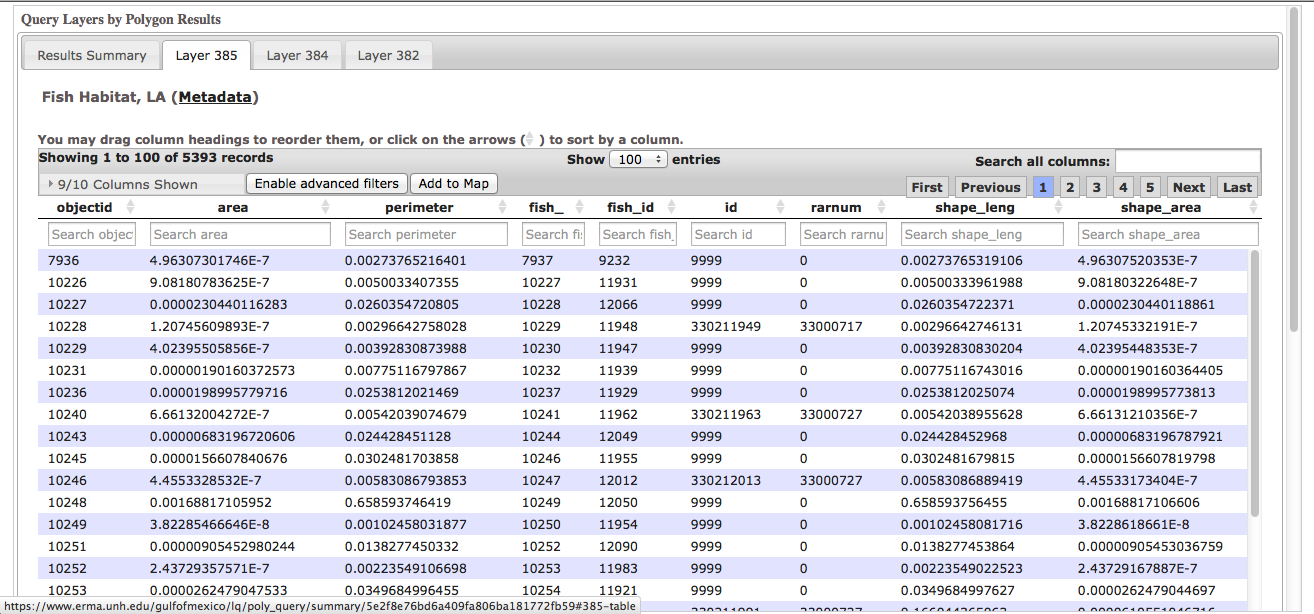 Query Layers by Polygon Results
Results Summary Layer 385 Layer 384 Layer 382
Fish Habitat, LA (Metadata)
You may drag column headings to reorder them, or click on the arrows ( ) to sort by a column.
Showing 1 to 100 of 5393 records Show 100 entries Search all columns:
9/10 Columns Shown Enable advanced filters Add to Map First Previous 1 2 3 4 5 Next Last
objectid area perimeter fish_ fish_id id rarnum shape_leng shape_area
Search objec Search area Search perimeter Search fi Search fish_ Search id Search rarnu Search shape_leng Search shape_area
7936 4.96307301746E-7 0.00273765216401 7937 9232 9999 0 0.00273765319106 4.96307520353E-7
10226 9.08180783625E-7 0.0050033407355 10227 11931 9999 0 0.00500333961988 9.08180322648E-7
10227 0.0000230440116283 0.0260354720805 10228 12066 9999 0 0.0260354722371 0.0000230440118861
10228 1.20745609893E-7 0.00296642758028 10229 11948 330211949 33000717 0.00296642746131 1.20745332191E-7
10229 4.02395505856E-7 0.00392830873988 10230 11947 9999 0 0.00392830830204 4.02395448353E-7
10231 0.00000190160372573 0.00775116797867 10232 11939 9999 0 0.00775116743016 0.00000190160364405
10236 0.0000198995779716 0.0253812021469 10237 11929 9999 0 0.0253812025074 0.0000198995773813
10240 6.66132004272E-7 0.00542039074679 10241 11962 330211963 33000727 0.00542038955628 6.66131210356E-7
10243 0.00000683196720606 0.024428451128 10244 12049 9999 0 0.024428452968 0.00000683196787921
10245 0.0000156607840676 0.0302481703858 10246 11955 9999 0 0.0302481679815 0.0000156607819798
10246 4.4553328532E-7 0.00583086793853 10247 12012 330212013 33000727 0.00583086889419 4.45533173404E-7
10248 0.00168817105952 0.658593746419 10249 12050 9999 0 0.658593756455 0.00168817106606
10249 3.82285466646E-8 0.00102458031877 10250 11954 9999 0 0.00102458081716 3.8228618661E-8
10251 0.00000905452980244 0.0138277450332 10252 12090 9999 0 0.0138277453864 0.00000905453036759
10252 2.43729357571E-7 0.00223549106698 10253 11983 9999 0 0.00223549022523 2.43729167887E-7
10253 0.0000262479047533 0.0349684996455 10254 11921 9999 0 0.0349684627997 0.0000262479044697
https://www.erma.unh.edu/gulfofmexico/lq/poly_query/summary/5e2f8e76bd6a409fa806ba181772fb59#385-table